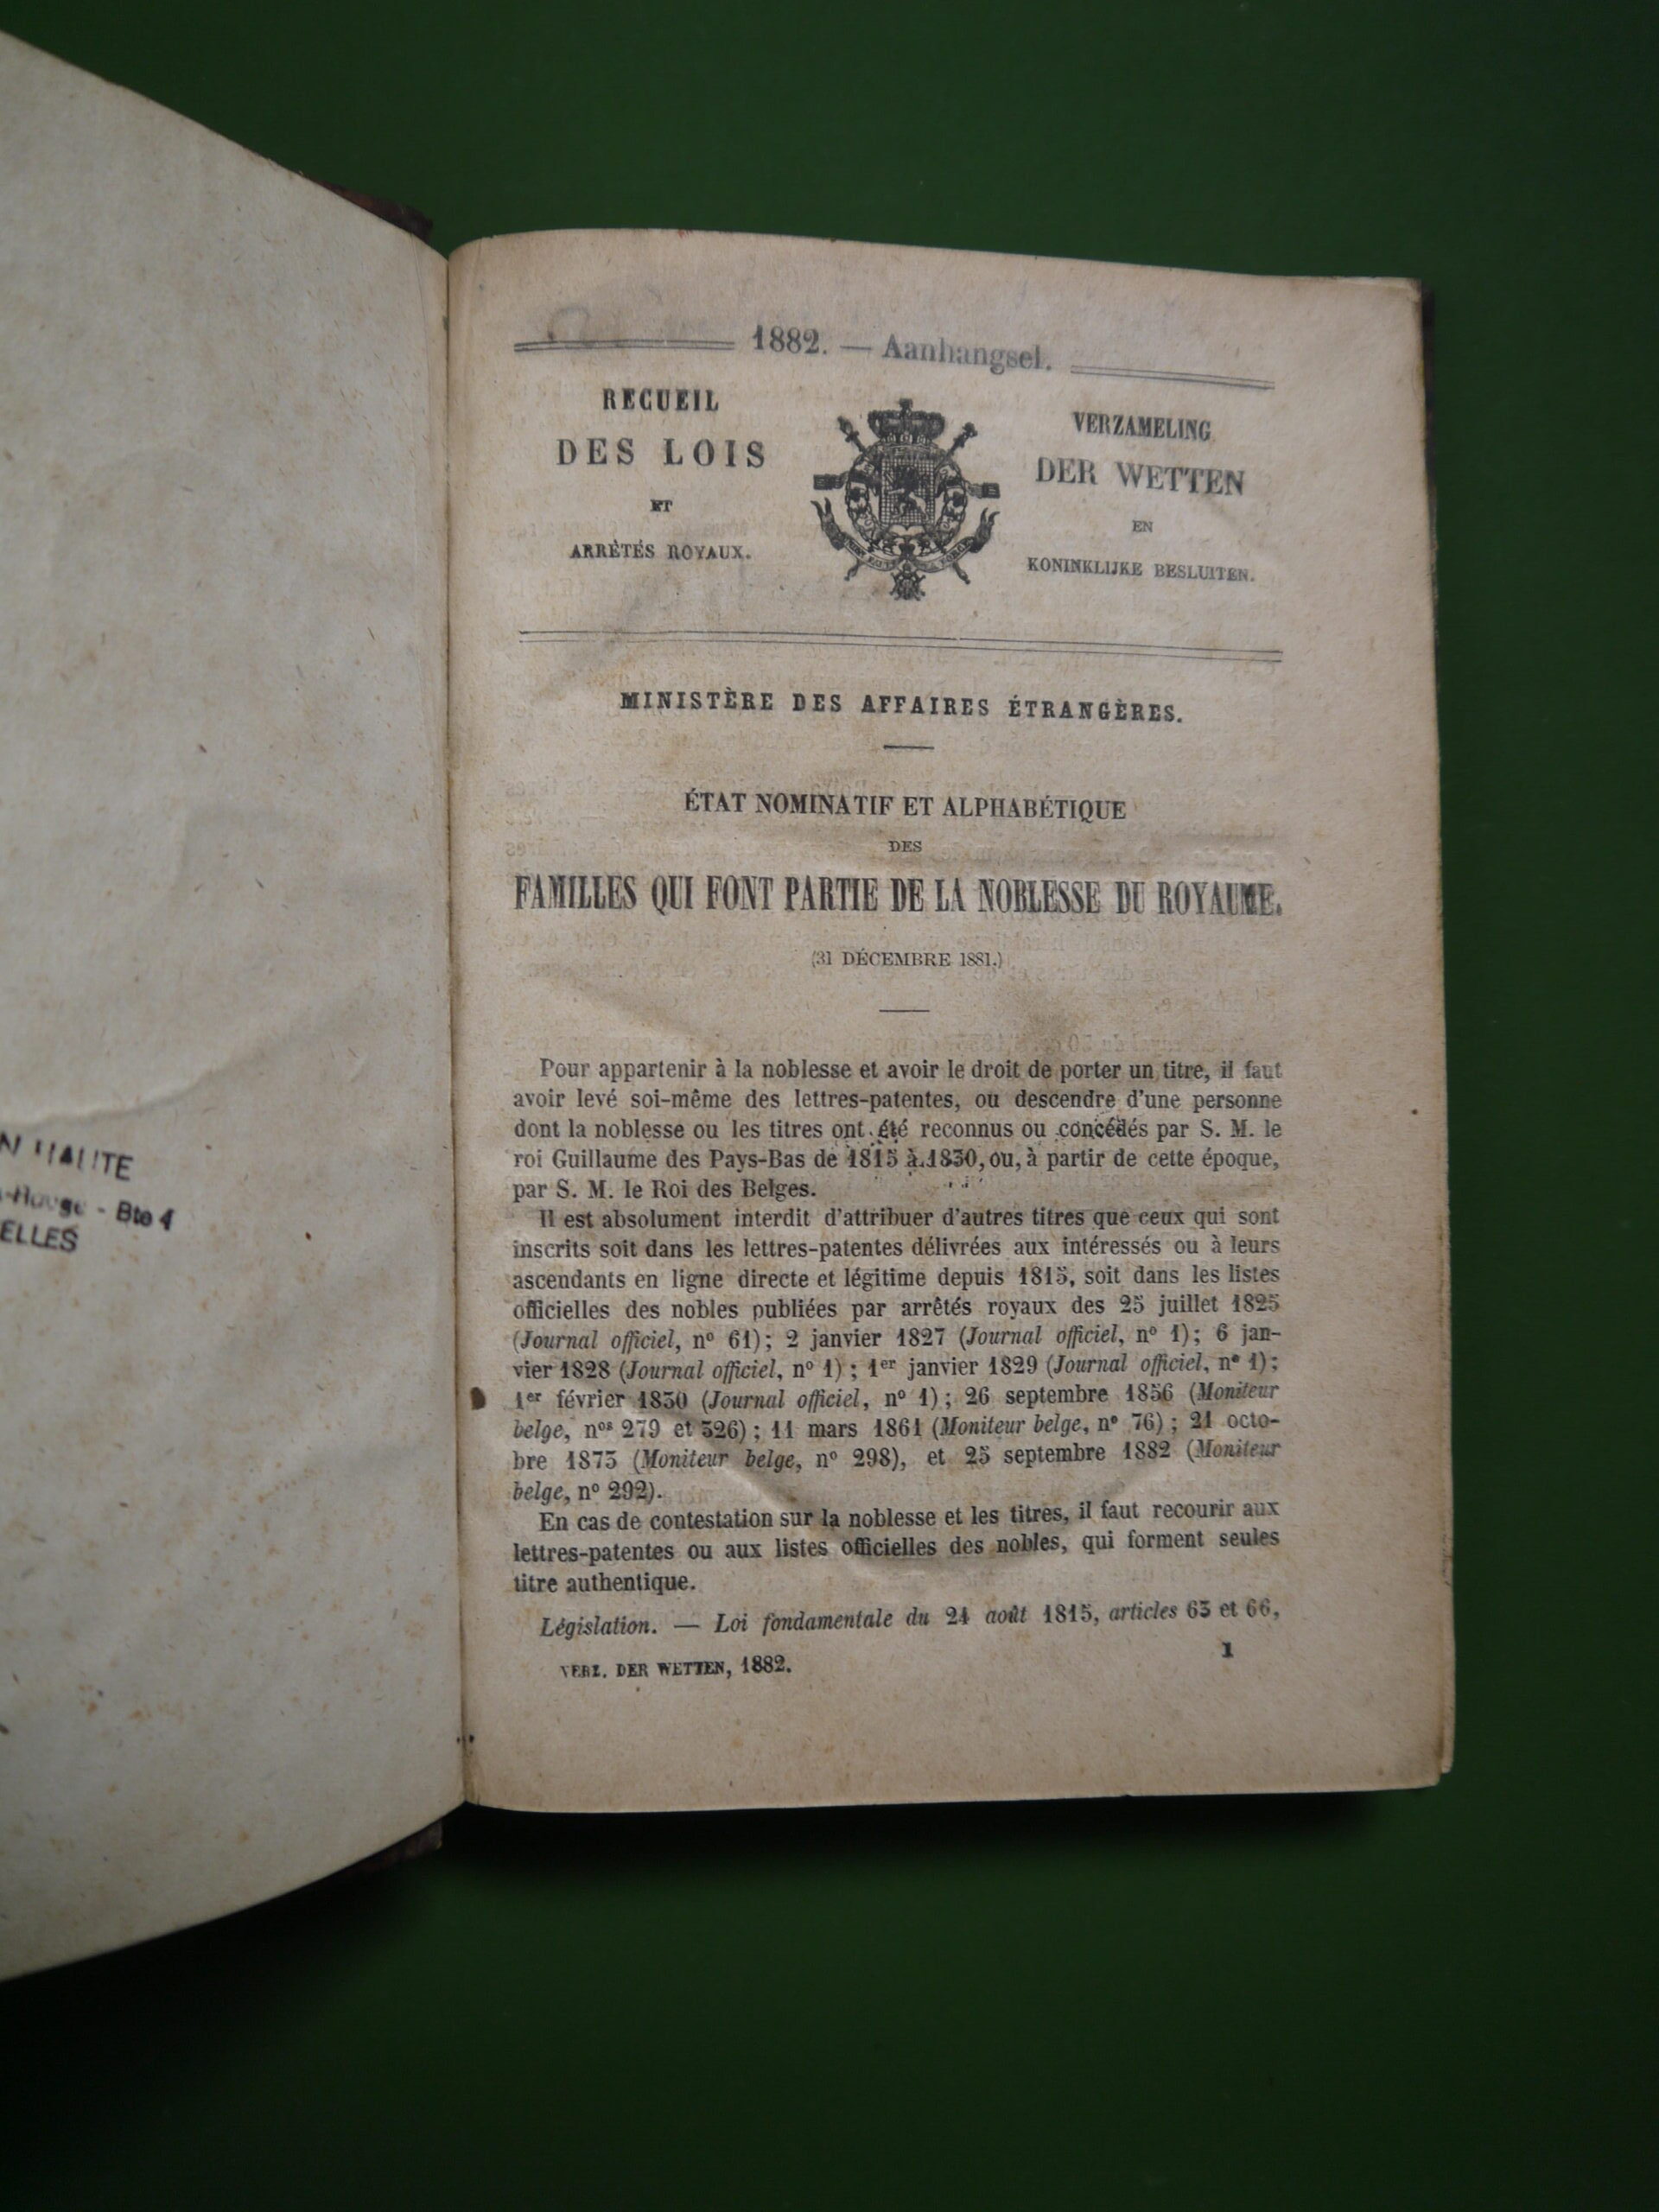 N HAUTE
- Bte 4
ELLES
1882. — Aanhangsel.
RECUEIL
DES LOIS
ET
ARRÊTÉS ROYAUX.
VERZAMELING
DER WETTEN
EN
KONINKLIJKE BESLUITEN.
MINISTÈRE DES AFFAIRES ÉTRANGÈRES.
ÉTAT NOMINATIF ET ALPHABÉTIQUE
DES
FAMILLES QUI FONT PARTIE DE LA NOBLESSE DU ROYAUME.
(31 DÉCEMBRE 1881.)
Pour appartenir à la noblesse et avoir le droit de porter un titre, il faut
avoir levé soi-même des lettres-patentes, ou descendre d'une personne
dont la noblesse ou les titres ont été reconnus ou concédés par S. M. le
roi Guillaume des Pays-Bas de 1815 à 1830, ou, à partir de cette époque,
par S. M. le Roi des Belges.
Il est absolument interdit d'attribuer d'autres titres que ceux qui sont
inscrits soit dans les lettres-patentes délivrées aux intéressés ou à leurs
ascendants en ligne directe et légitime depuis 1815, soit dans les listes
officielles des nobles publiées par arrêtés royaux des 25 juillet 1825
(Journal officiel, nº 61); 2 janvier 1827 (Journal officiel, nº 1); 6 jan-
vier 1828 (Journal officiel, nº 1); 1er janvier 1829 (Journal officiel, nº 1);
1er février 1830 (Journal officiel, nº 1); 26 septembre 1856 (Moniteur
belge, nos 279 et 326); 11 mars 1861 (Moniteur belge, nº 76); 21 octo-
bre 1873 (Moniteur belge, nº 298), et 25 septembre 1882 (Moniteur
belge, nº 292).
En cas de contestation sur la noblesse et les titres, il faut recourir aux
lettres-patentes ou aux listes officielles des nobles, qui forment seules
titre authentique.
Législation. — Loi fondamentale du 24 août 1815, articles 63 et 66,
VERZ. DER WETTEN, 1882.
1